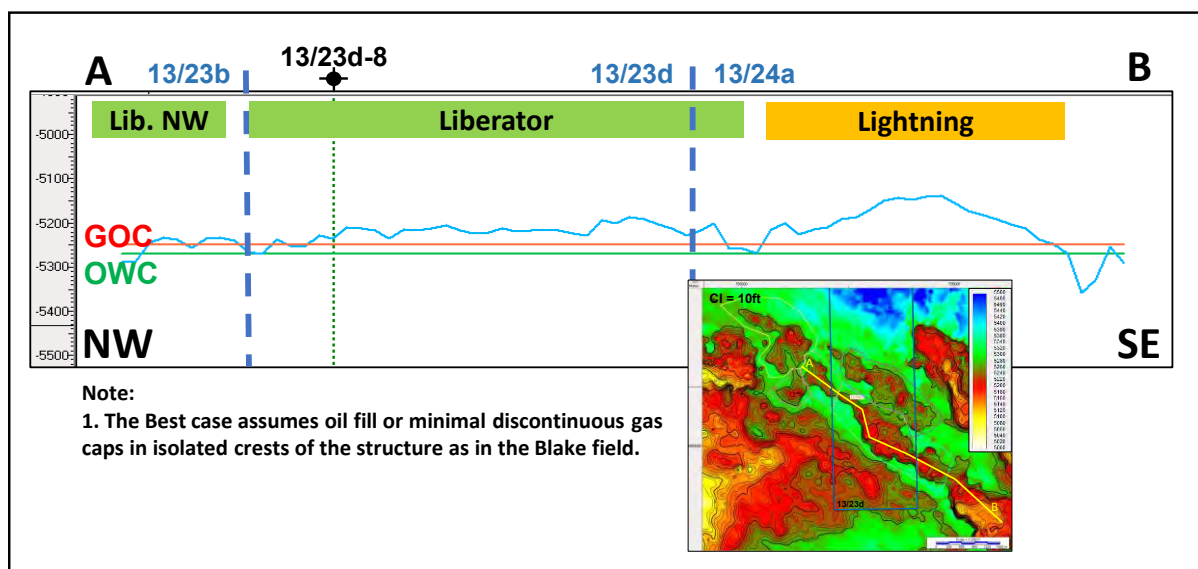 13/23d-8
A
13/23b
13/23d
13/24a
B
Lib. NW
Liberator
Lightning
-5000
-5100
-5200
GOC
-5300
OWC
-5400
NW
-5500
SE
Note:
1. The Best case assumes oil fill or minimal discontinuous gas
caps in isolated crests of the structure as in the Blake field.
CI = 10ft
A
B
13/23d